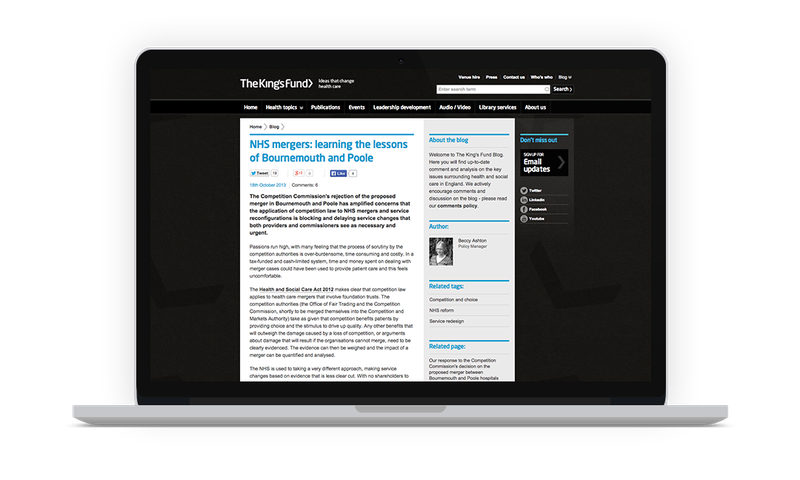 TheKing'sFund>
Ideas that change
health care
Venue hire | Press | Contact us | Who's who | Blog
Enter search term
Search
Home
Health topics
Publications
Events
Leadership development
Audio / Video
Library services
About us
Home
Blog
NHS mergers: learning the lessons
of Bournemouth and Poole
Tweet
+1
Like
Comments: 6
The Competition Commission's rejection of the proposed
merger in Bournemouth and Poole has amplified concerns that
the application of competition law to NHS mergers and service
reconfigurations is blocking and delaying service changes that
both providers and commissioners see as necessary and
urgent.
Passions run high, with many feeling that the process of scrutiny by the
competition authorities is over-burdensome, time consuming and costly. In a
tax-funded and cash-limited system, time and money spent on dealing with
merger cases could have been used to provide patient care and this feels
uncomfortable.
The Health and Social Care Act 2012 makes clear that competition law
applies to health care mergers that involve foundation trusts. The
competition authorities (the Office of Fair Trading and the Competition
Commission, shortly to be merged themselves into the Competition and
Markets Authority) take as given that competition benefits patients by
providing choice and the stimulus to drive up quality. Any other benefits that
will outweigh the damage caused by a loss of competition, or arguments
about damage that will result if the organisations cannot merge, need to be
clearly evidenced. The evidence can then be weighed and the impact of a
merger can be quantified and analysed.
The NHS is used to taking a very different approach, making service
changes based on evidence that is less clear cut. With no shareholders to
About the blog
Welcome to The King's Fund Blog.
Here you will find up-to-date
comment and analysis on the key
issues surrounding health and social
care in England. We actively
encourage comments and
discussion on the blog - please read
our comments policy.
Author:
Beccy Ashton
Policy Manager
Related tags:
Competition and choice
NHS reform
Service redesign
Related page:
Our response to the Competition
Commission's decision on the
proposed merger between
Bournemouth and Poole hospitals
Don't miss out
SIGN UP FOR
Email
updates
Twitter
LinkedIn
Facebook
Youtube